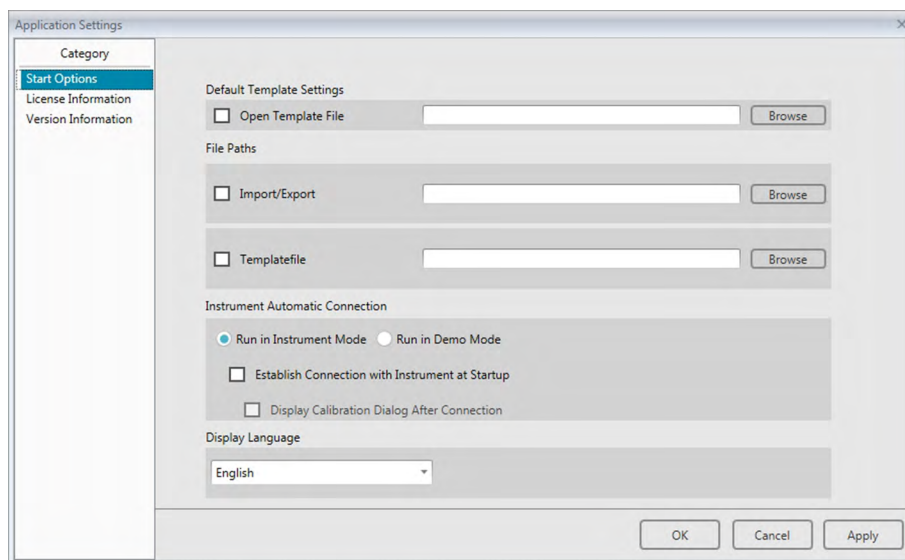 Application Settings
Category
Start Options
License Information
Version Information
Default Template Settings
Open Template File
Browse
File Paths
Import/Export
Browse
Templatefile
Browse
Instrument Automatic Connection
Run in Instrument Mode
Run in Demo Mode
Establish Connection with Instrument at Startup
Display Calibration Dialog After Connection
Display Language
English
OK
Cancel
Apply